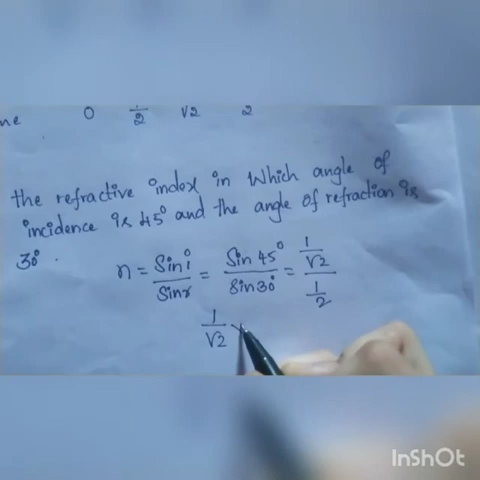 ne 0 1/2 √2 2
the refractive index in Which angle of
incidence is 45° and the angle of refraction is
30°.
n = Sin i / Sin r = Sin 45° / Sin 30° = 1/√2 / 1/2
1/√2 ×
InShOt